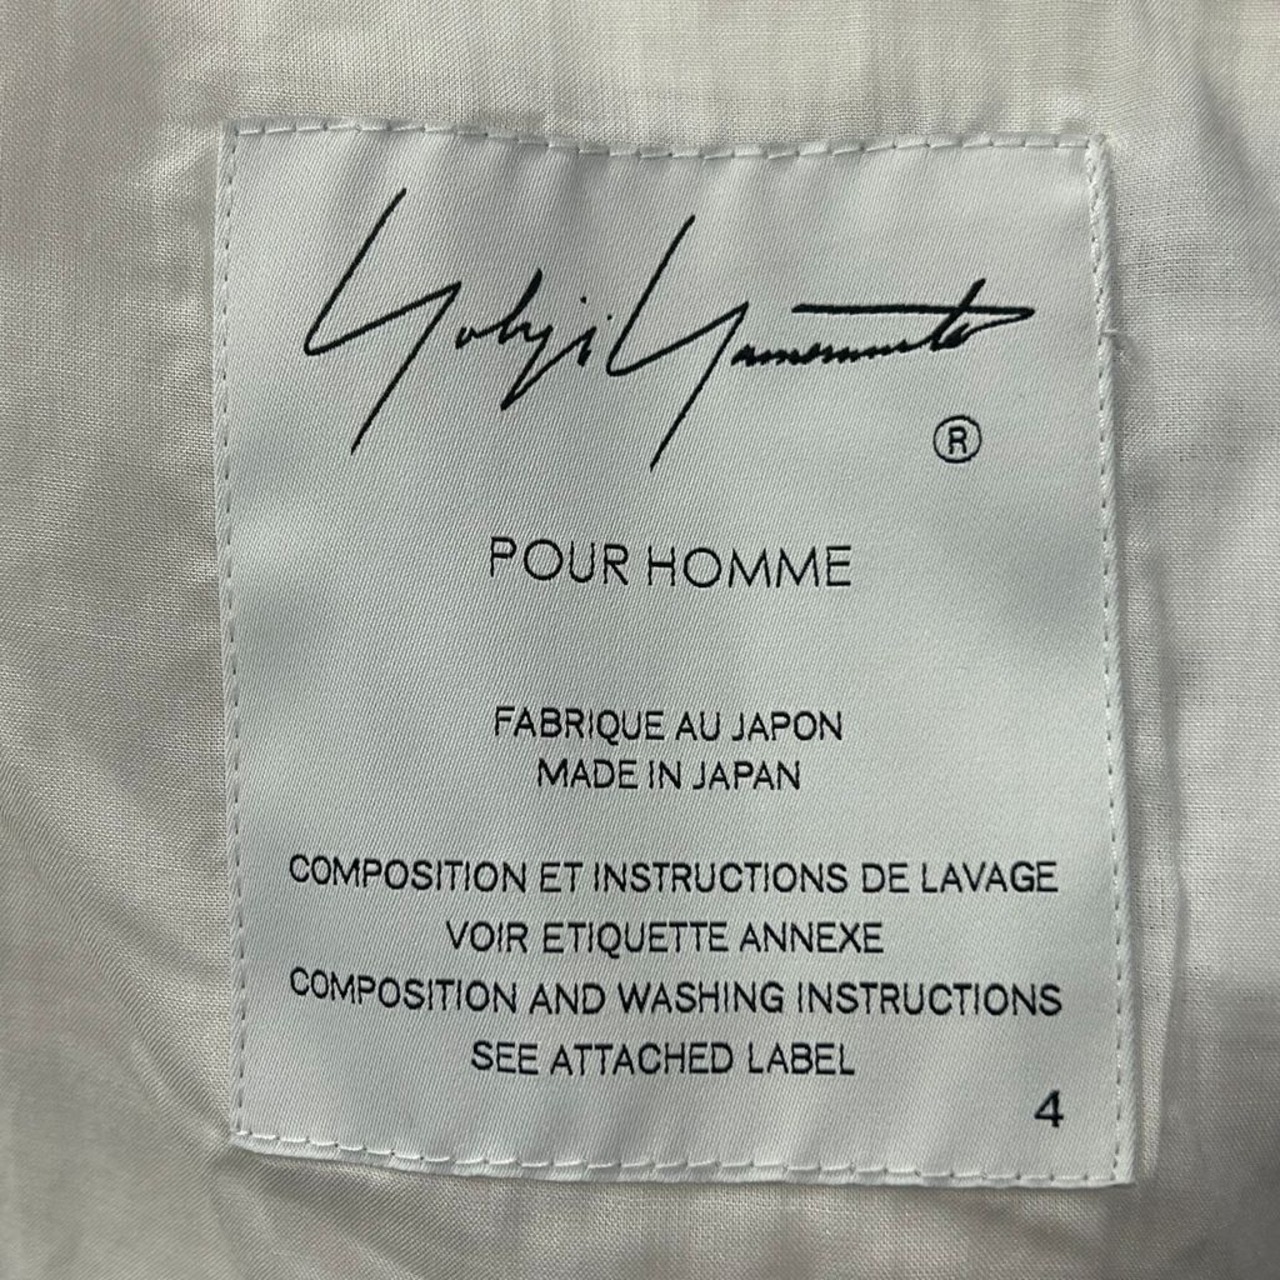 Yohji Yamamoto
®
POUR HOMME
FABRIQUE AU JAPON
MADE IN JAPAN
COMPOSITION ET INSTRUCTIONS DE LAVAGE
VOIR ETIQUETTE ANNEXE
COMPOSITION AND WASHING INSTRUCTIONS
SEE ATTACHED LABEL
4